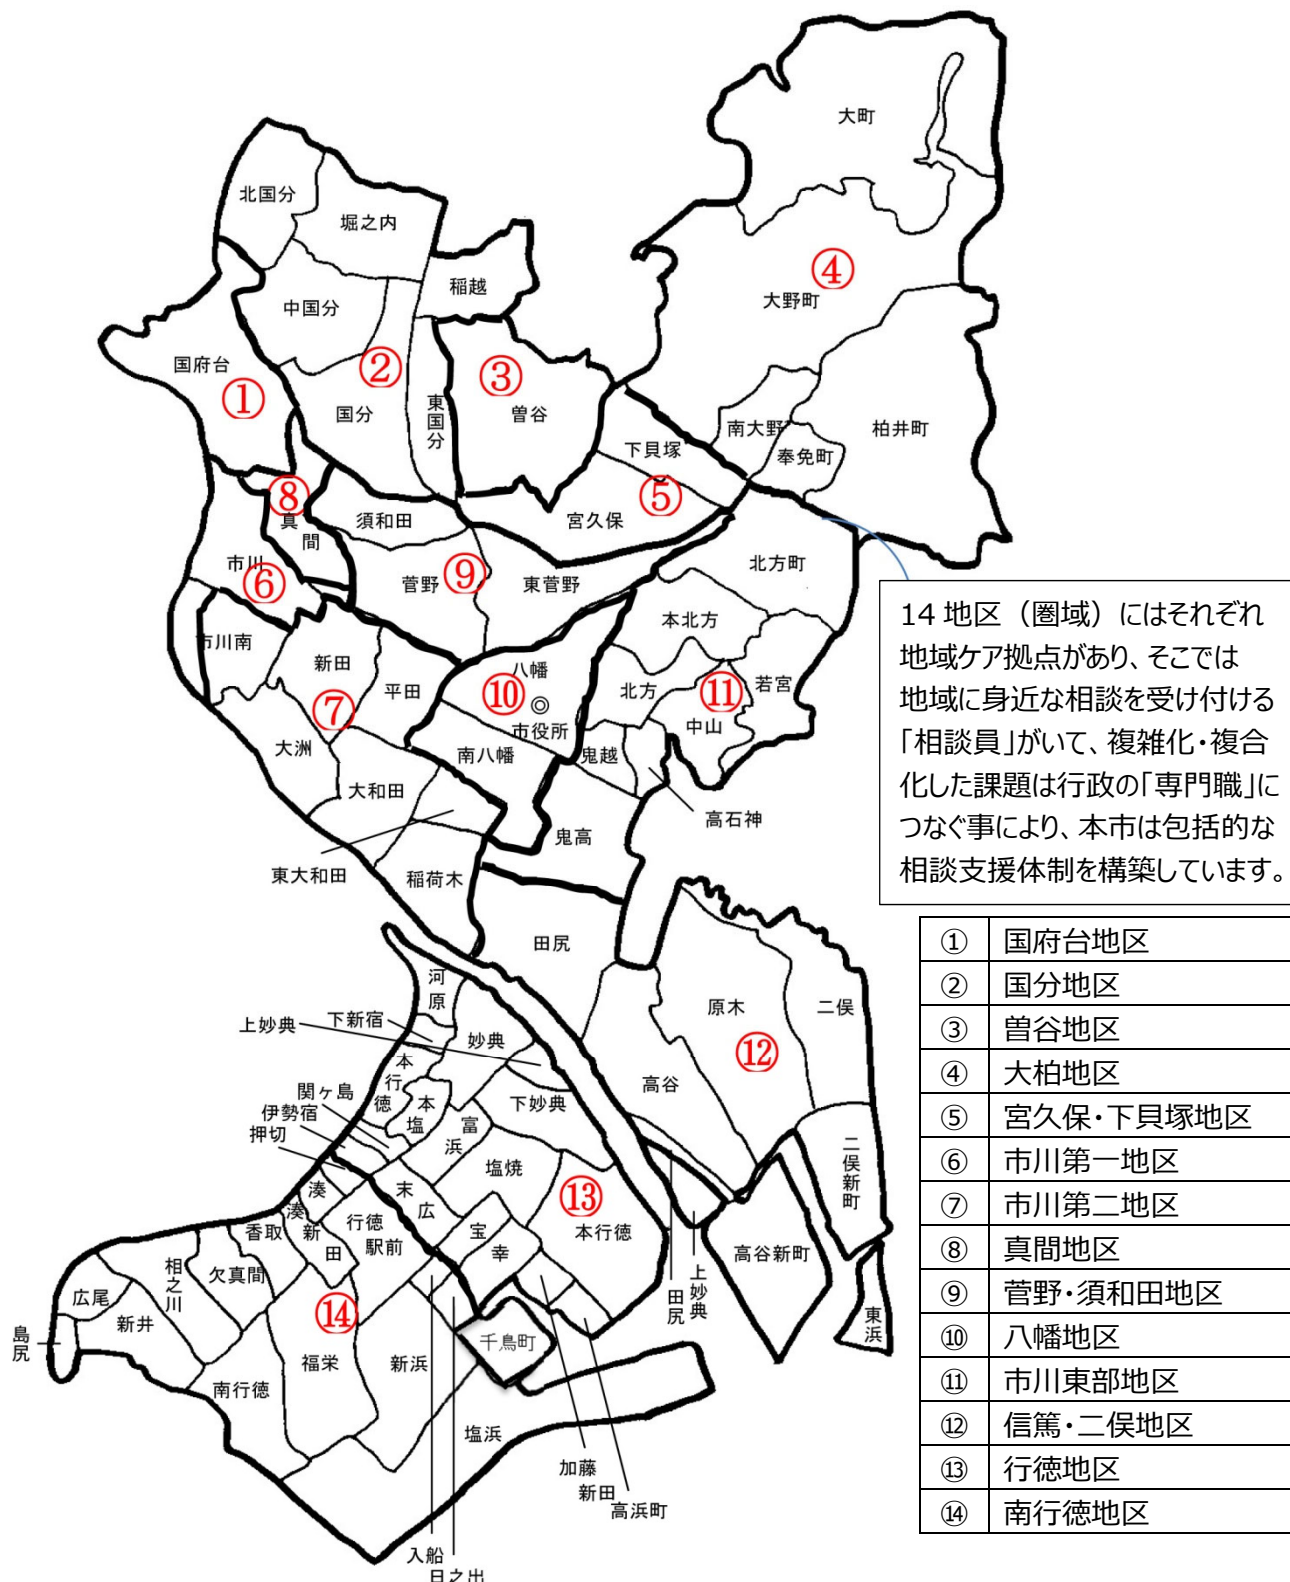 大町
北国分
堀之内
④
稲越
大野町
中国分
国府台
②
③
①
国分
東国分
曽谷
南大野
柏井町
下貝塚
奉免町
⑧
⑤
真間
須和田
宮久保
市川
⑥
菅野
⑨
東菅野
北方町
本北方
市川南
新田
平田
八幡
⑩
◎
市役所
北方
⑪
若宮
中山
⑦
大洲
南八幡
鬼越
大和田
高石神
鬼高
東大和田
稲荷木
14 地区（圏域）にはそれぞれ
地域ケア拠点があり、そこでは
地域に身近な相談を受け付ける
「相談員」がいて、複雑化・複合
化した課題は行政の「専門職」に
つなぐ事により、本市は包括的な
相談支援体制を構築しています。
田尻
河原
原木
二俣
上妙典
下新宿
妙典
⑫
本行徳
高谷
関ケ島
本塩
下妙典
伊勢宿
富浜
押切
塩焼
二俣新町
湊
末広
⑬
湊新田
行徳
駅前
宝
幸
本行徳
香取
高谷新町
相之川
欠真間
田尻
上妙典
広尾
⑭
東浜
島尻
新井
千鳥町
福栄
新浜
南行徳
塩浜
加藤
新田
高浜町
入船
日之出
① 国府台地区
② 国分地区
③ 曽谷地区
④ 大柏地区
⑤ 宮久保・下貝塚地区
⑥ 市川第一地区
⑦ 市川第二地区
⑧ 真間地区
⑨ 菅野・須和田地区
⑩ 八幡地区
⑪ 市川東部地区
⑫ 信篤・二俣地区
⑬ 行徳地区
⑭ 南行徳地区